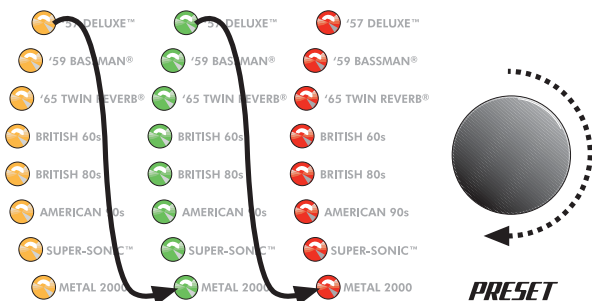 '57 DELUXE™ '57 DELUXE™ '57 DELUXE™
'59 BASSMAN® '59 BASSMAN® '59 BASSMAN®
'65 TWIN REVERB® '65 TWIN REVERB® '65 TWIN REVERB®
BRITISH 60s BRITISH 60s BRITISH 60s
BRITISH 80s BRITISH 80s BRITISH 80s
AMERICAN 90s AMERICAN 90s AMERICAN 90s
SUPER-SONIC™ SUPER-SONIC™ SUPER-SONIC™
METAL 2000 METAL 2000 METAL 2000
PRESET